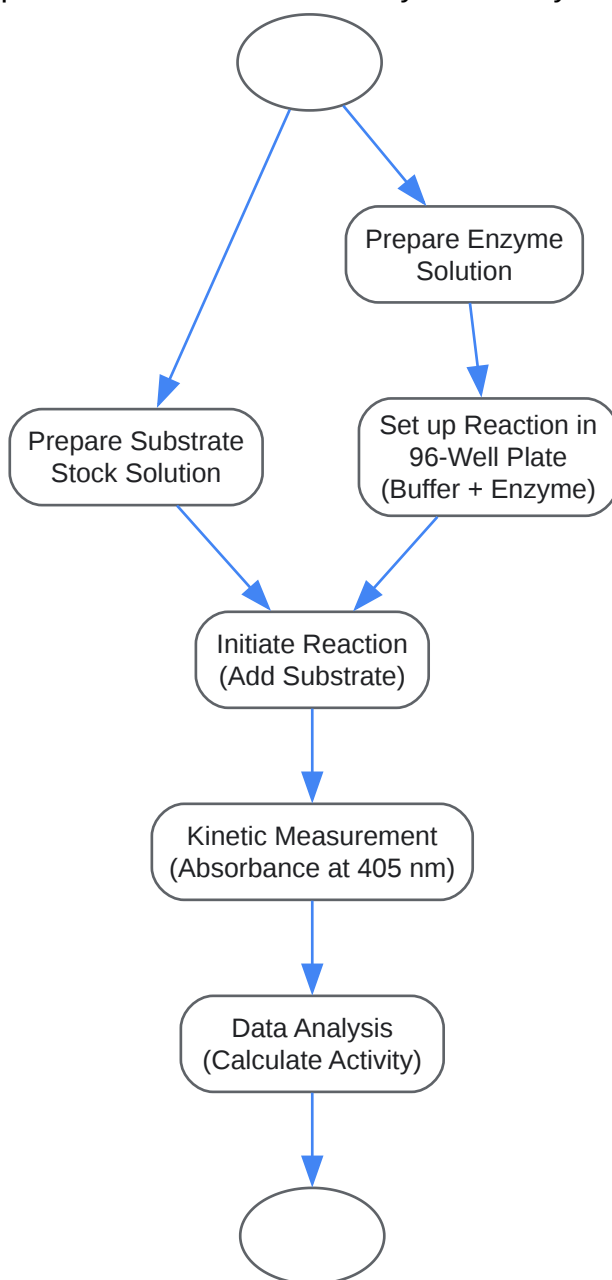 Prepare Enzyme
Solution
Prepare Substrate
Stock Solution
Set up Reaction in
96-Well Plate
(Buffer + Enzyme)
Initiate Reaction
(Add Substrate)
Kinetic Measurement
(Absorbance at 405 nm)
Data Analysis
(Calculate Activity)